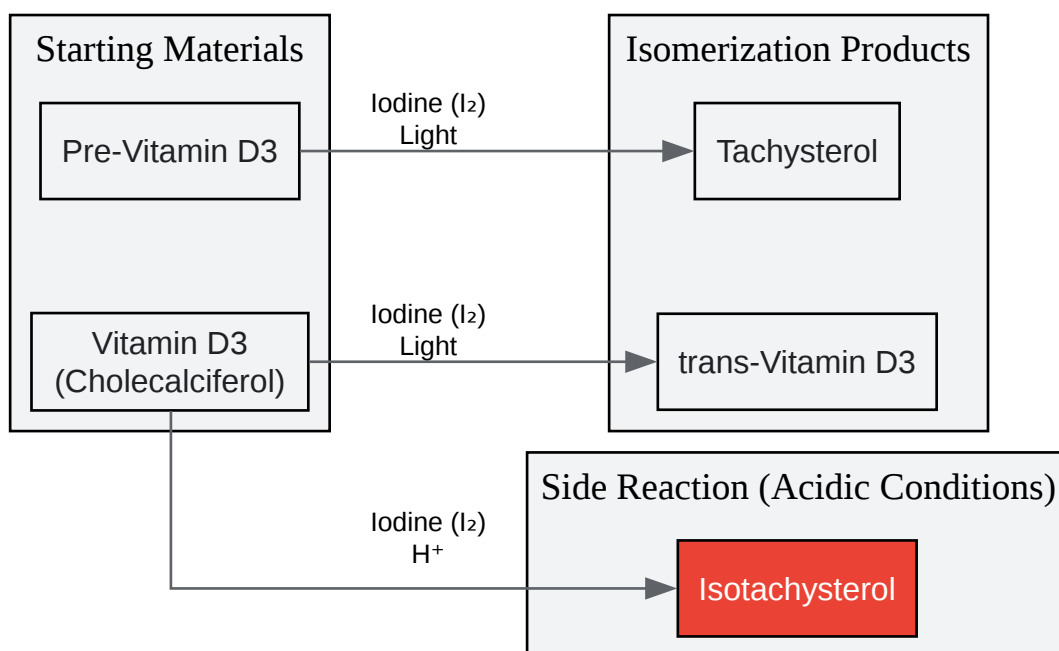 Starting Materials
Isomerization Products
Iodine (I₂)
Light
Pre-Vitamin D3
Tachysterol
Iodine (I₂)
Light
Vitamin D3
(Cholecalciferol)
trans-Vitamin D3
Side Reaction (Acidic Conditions)
Iodine (I₂)
H⁺
Isotachysterol